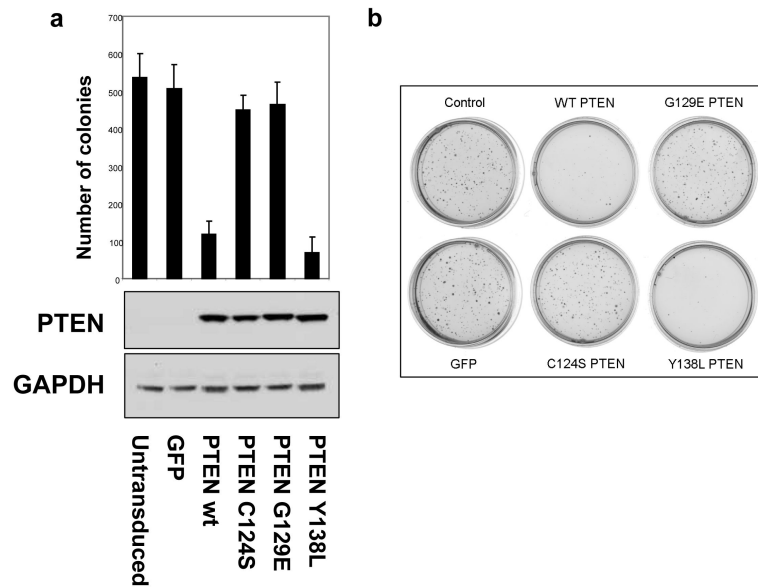 a
700
600
500
400
300
200
100
0
Number of colonies
PTEN
GAPDH
Untransduced
GFP
PTEN wt
PTEN C124S
PTEN G129E
PTEN Y138L
b
Control
WT PTEN
G129E PTEN
GFP
C124S PTEN
Y138L PTEN